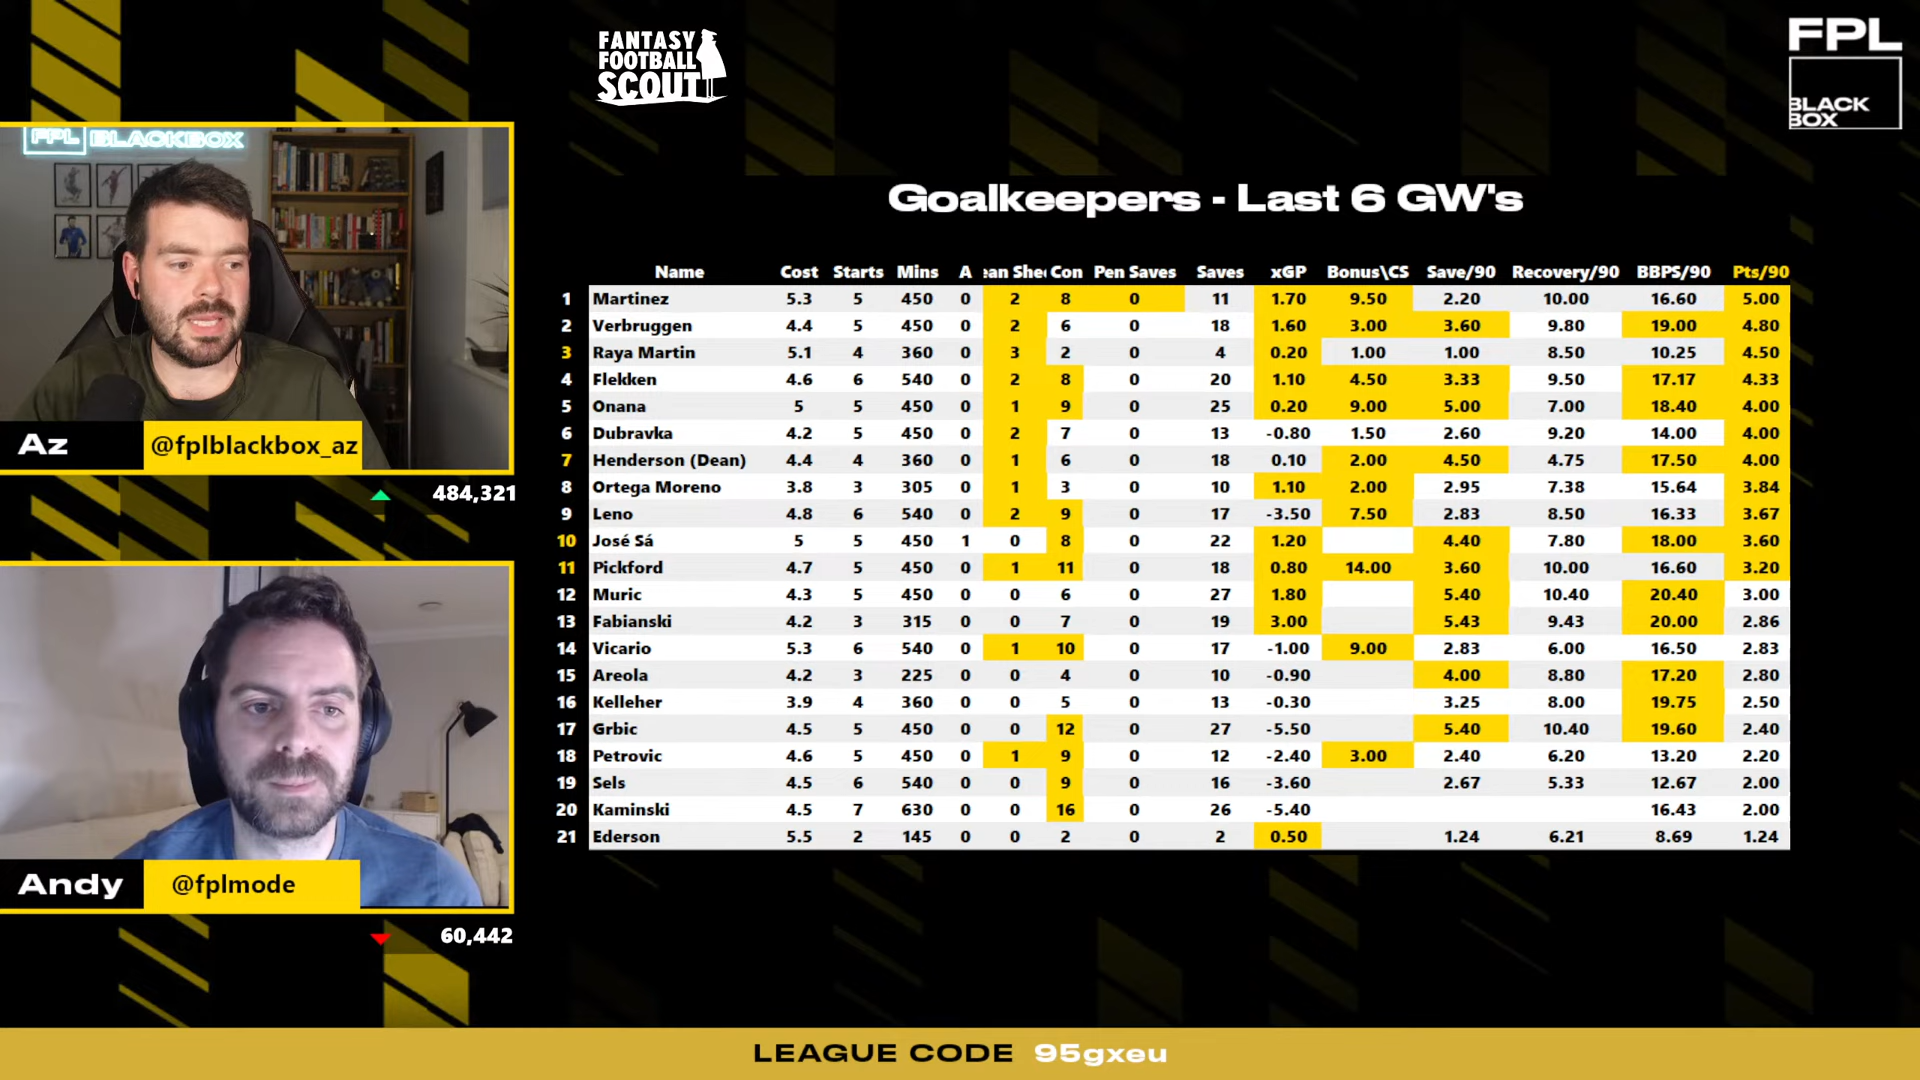 FANTASY
FOOTBALL
SCOUT
FPL
BLACK
BOX
FPL BLACKBOX
Az @fplblackbox_az
484,321
Andy @fplmode
60,442
Goalkeepers - Last 6 GW's
Name Cost Starts Mins A ean She Con Pen Saves Saves xGP Bonus\CS Save/90 Recovery/90 BBPS/90 Pts/90
1 Martinez 5.3 5 450 0 2 8 0 11 1.70 9.50 2.20 10.00 16.60 5.00
2 Verbruggen 4.4 5 450 0 2 6 0 18 1.60 3.00 3.60 9.80 19.00 4.80
3 Raya Martin 5.1 4 360 0 3 2 0 4 0.20 1.00 1.00 8.50 10.25 4.50
4 Flekken 4.6 6 540 0 2 8 0 20 1.10 4.50 3.33 9.50 17.17 4.33
5 Onana 5 5 450 0 1 9 0 25 0.20 9.00 5.00 7.00 18.40 4.00
6 Dubravka 4.2 5 450 0 2 7 0 13 -0.80 1.50 2.60 9.20 14.00 4.00
7 Henderson (Dean) 4.4 4 360 0 1 6 0 18 0.10 2.00 4.50 4.75 17.50 4.00
8 Ortega Moreno 3.8 3 305 0 1 3 0 10 1.10 2.00 2.95 7.38 15.64 3.84
9 Leno 4.8 6 540 0 2 9 0 17 -3.50 7.50 2.83 8.50 16.33 3.67
10 José Sá 5 5 450 1 0 8 0 22 1.20 4.40 7.80 18.00 3.60
11 Pickford 4.7 5 450 0 1 11 0 18 0.80 14.00 3.60 10.00 16.60 3.20
12 Muric 4.3 5 450 0 0 6 0 27 1.80 5.40 10.40 20.40 3.00
13 Fabianski 4.2 3 315 0 0 7 0 19 3.00 5.43 9.43 20.00 2.86
14 Vicario 5.3 6 540 0 1 10 0 17 -1.00 9.00 2.83 6.00 16.50 2.83
15 Areola 4.2 3 225 0 0 4 0 10 -0.90 4.00 8.80 17.20 2.80
16 Kelleher 3.9 4 360 0 0 5 0 13 -0.30 3.25 8.00 19.75 2.50
17 Grbic 4.5 5 450 0 0 12 0 27 -5.50 5.40 10.40 19.60 2.40
18 Petrovic 4.6 5 450 0 1 9 0 12 -2.40 3.00 2.40 6.20 13.20 2.20
19 Sels 4.5 6 540 0 0 9 0 16 -3.60 2.67 5.33 12.67 2.00
20 Kaminski 4.5 7 630 0 0 16 0 26 -5.40 16.43 2.00
21 Ederson 5.5 2 145 0 0 2 0 2 0.50 1.24 6.21 8.69 1.24
LEAGUE CODE 95gxeu